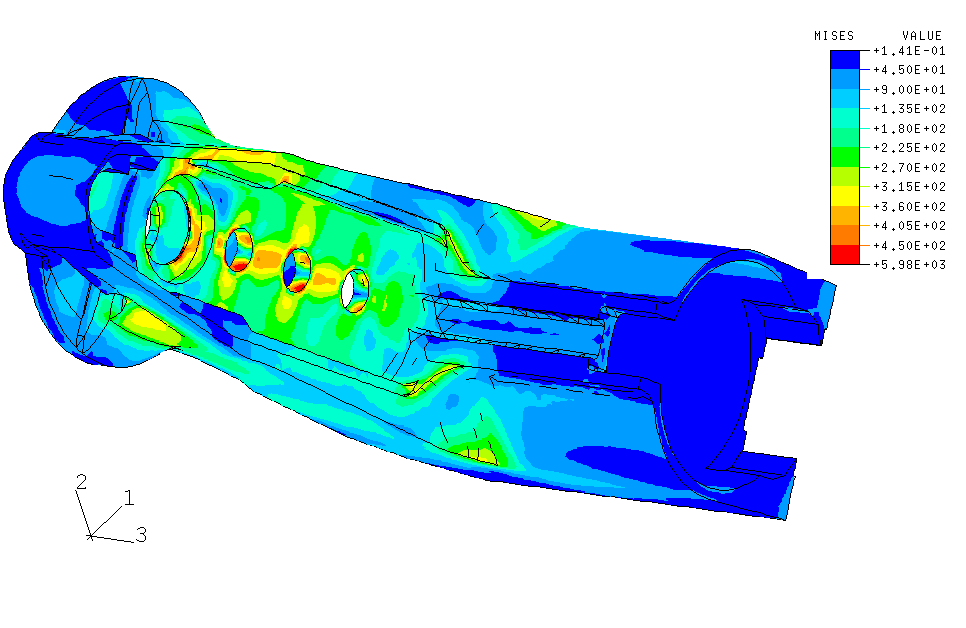 MISES VALUE
+1.41E-01
+4.50E+01
+9.00E+01
+1.35E+02
+1.80E+02
+2.25E+02
+2.70E+02
+3.15E+02
+3.60E+02
+4.05E+02
+4.50E+02
+5.98E+03
2
1
3